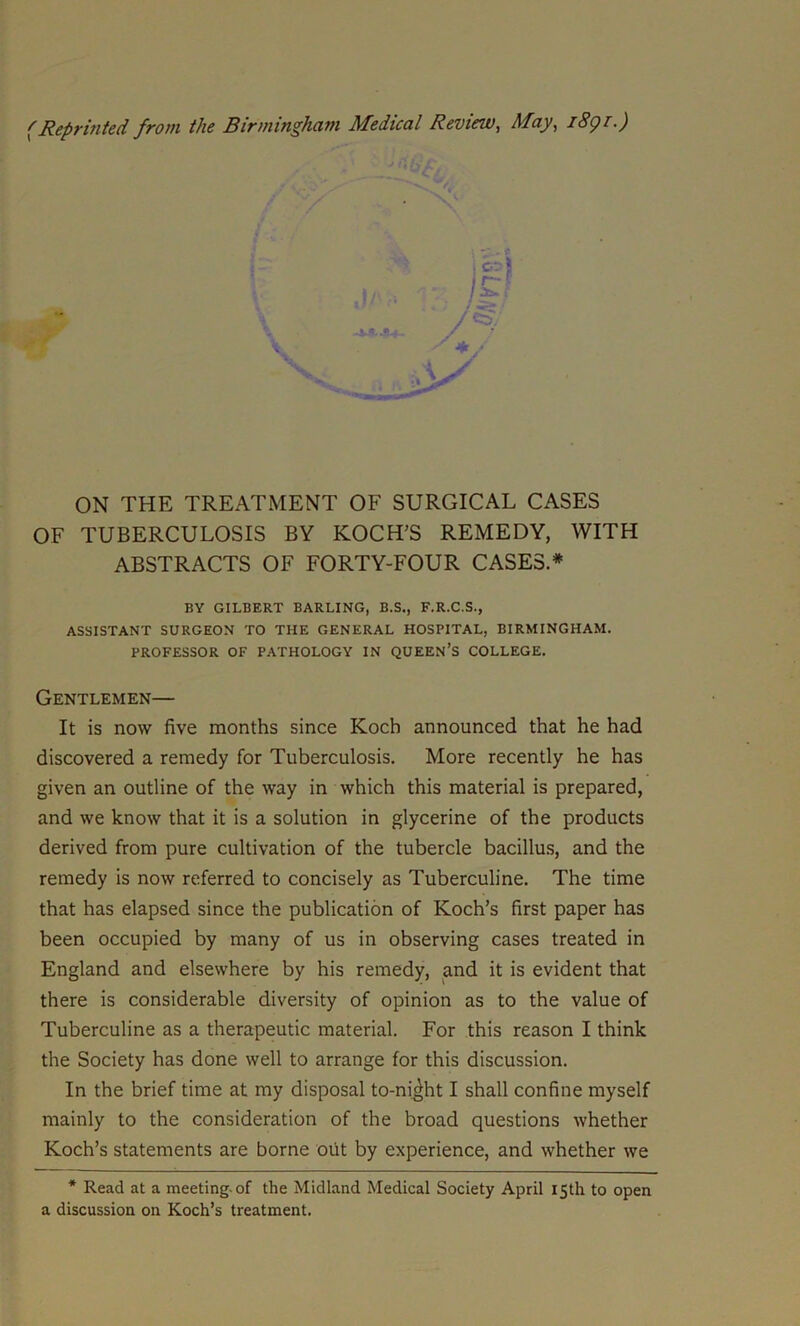 (Reprinted from the Birmingham Medical Review, May, 1891.)
ON THE TREATMENT OF SURGICAL CASES
OF TUBERCULOSIS BY KOCH'S REMEDY, WITH
ABSTRACTS OF FORTY-FOUR CASES.*
BY GILBERT BARLING, B.S., F.R.C.S.,
ASSISTANT SURGEON TO THE GENERAL HOSPITAL, BIRMINGHAM.
PROFESSOR OF PATHOLOGY IN QUEEN'S COLLEGE.
GENTLEMEN—
It is now five months since Koch announced that he had
discovered a remedy for Tuberculosis. More recently he has
given an outline of the way in which this material is prepared,
and we know that it is a solution in glycerine of the products
derived from pure cultivation of the tubercle bacillus, and the
remedy is now referred to concisely as Tuberculine. The time
that has elapsed since the publication of Koch's first paper has
been occupied by many of us in observing cases treated in
England and elsewhere by his remedy, and it is evident that
there is considerable diversity of opinion as to the value of
Tuberculine as a therapeutic material. For this reason I think
the Society has done well to arrange for this discussion.
In the brief time at my disposal to-night I shall confine myself
mainly to the consideration of the broad questions whether
Koch's statements are borne out by experience, and whether we
* Read at a meeting of the Midland Medical Society April 15th to open
a discussion on Koch's treatment.